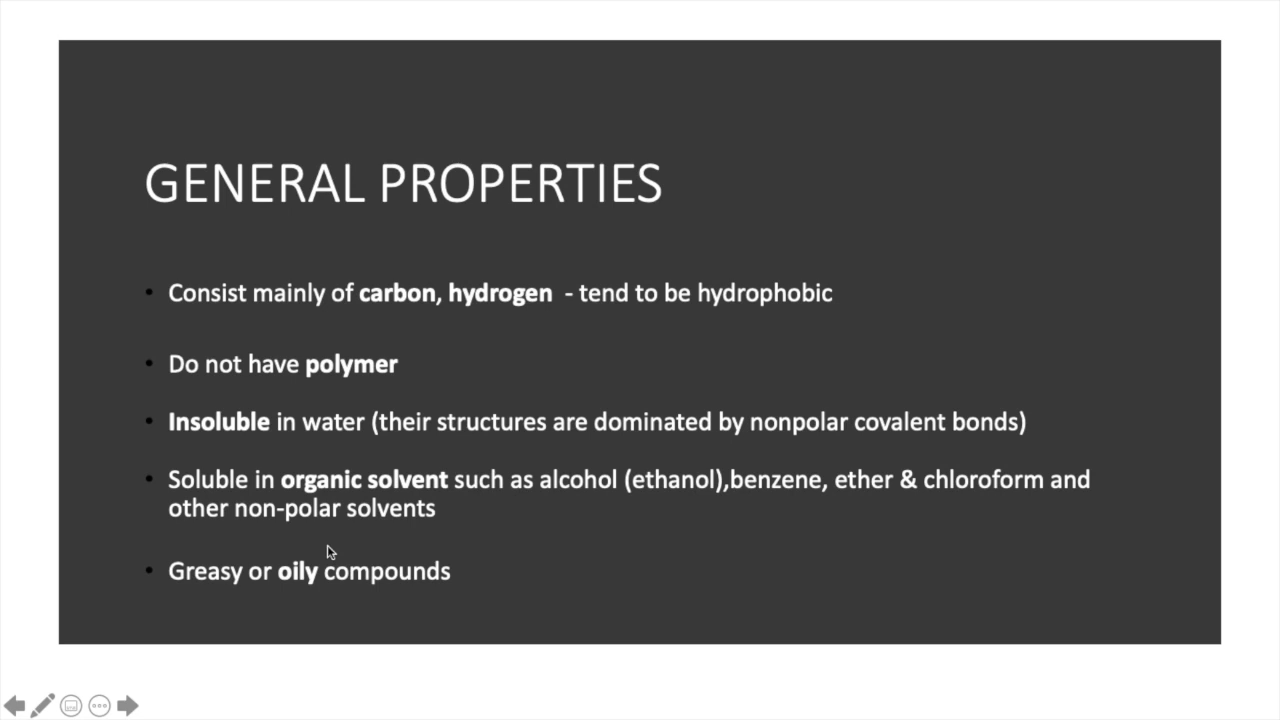 GENERAL PROPERTIES
• Consist mainly of carbon, hydrogen  - tend to be hydrophobic
• Do not have polymer
• Insoluble in water (their structures are dominated by nonpolar covalent bonds)
• Soluble in organic solvent such as alcohol (ethanol),benzene, ether & chloroform and
other non-polar solvents
• Greasy or oily compounds